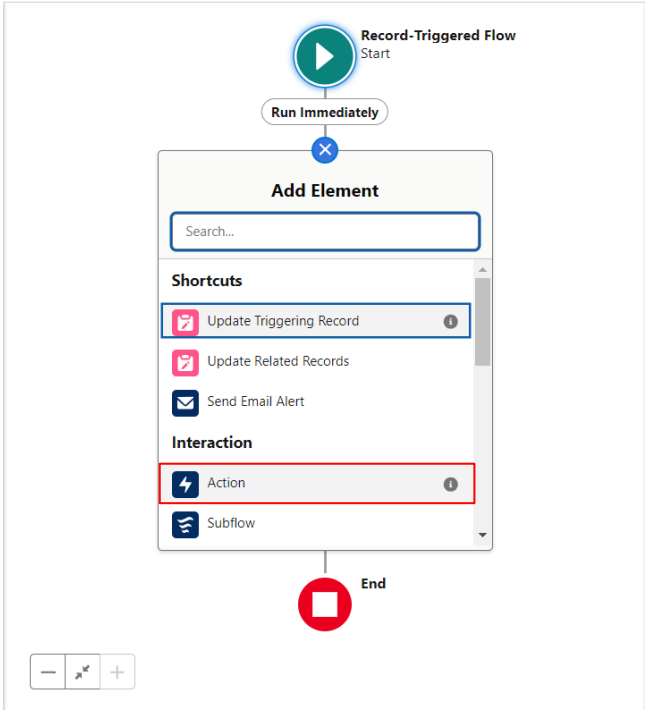 Record-Triggered Flow
Start
Run Immediately
Add Element
Search...
Shortcuts
Update Triggering Record
Update Related Records
Send Email Alert
Interaction
Action
Subflow
End